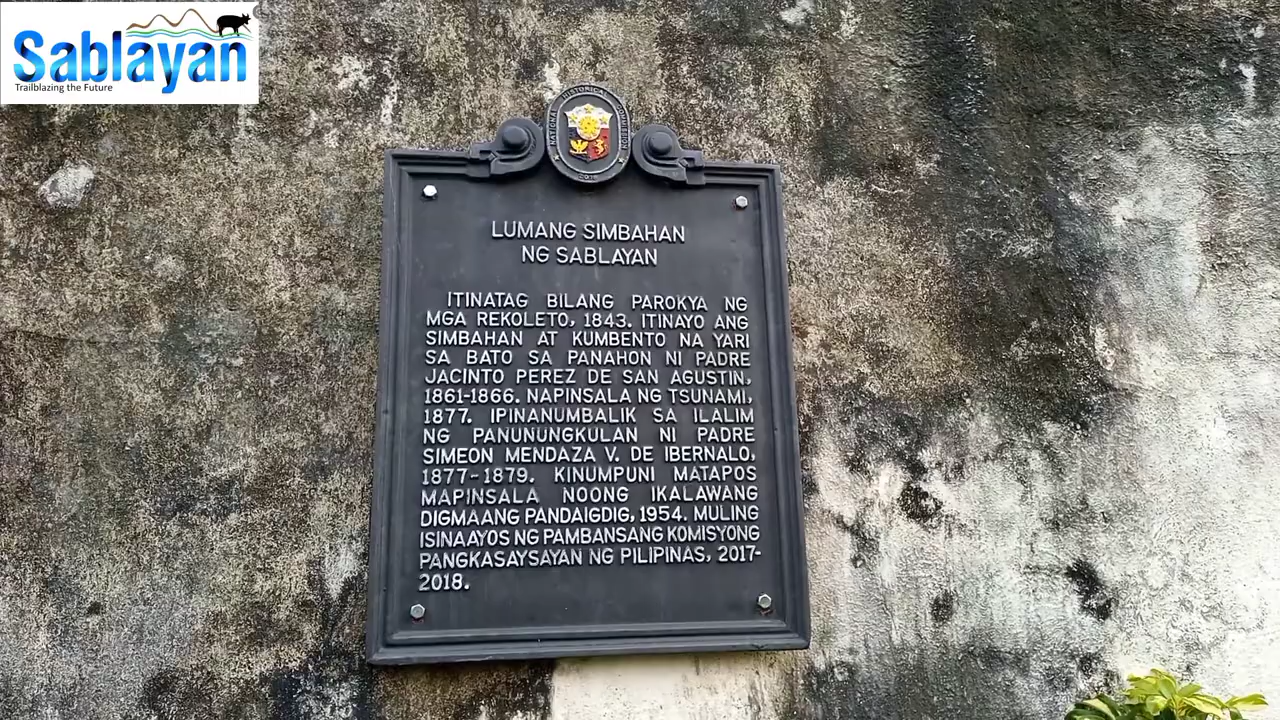 Sablayan
Trailblazing the Future
NATIONAL HISTORICAL COMMISSION
2018
LUMANG SIMBAHAN
NG SABLAYAN
ITINATAG BILANG PAROKYA NG
MGA REKOLETO, 1843. ITINAYO ANG
SIMBAHAN AT KUMBENTO NA YARI
SA BATO SA PANAHON NI PADRE
JACINTO PEREZ DE SAN AGUSTIN,
1861-1866. NAPINSALA NG TSUNAMI,
1877. IPINANUMBALIK SA ILALIM
NG PANUNUNGKULAN NI PADRE
SIMEON MENDAZA V. DE IBERNALO,
1877-1879. KINUMPUNI MATAPOS
MAPINSALA NOONG IKALAWANG
DIGMAANG PANDAIGDIG, 1954. MULING
ISINAAYOS NG PAMBANSANG KOMISYONG
PANGKASAYSAYAN NG PILIPINAS, 2017-
2018.